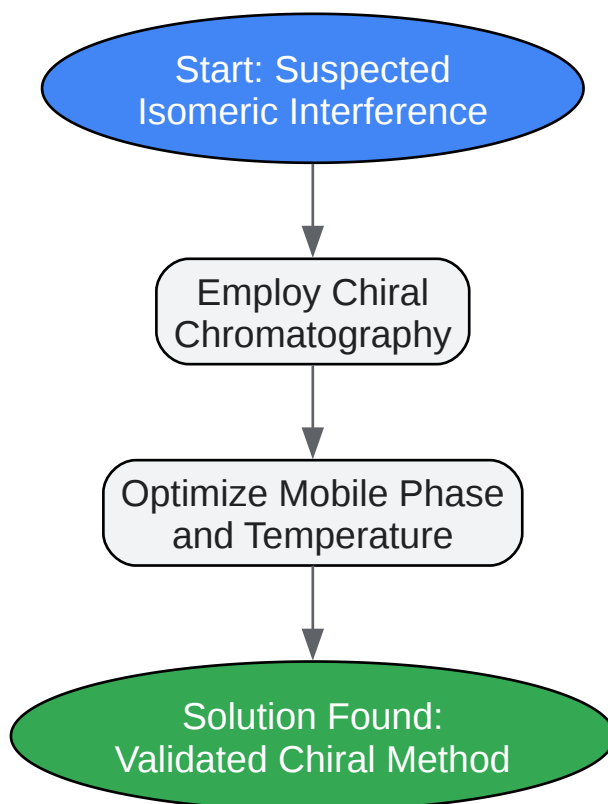 Start: Suspected
Isomeric Interference
Employ Chiral
Chromatography
Optimize Mobile Phase
and Temperature
Solution Found:
Validated Chiral Method